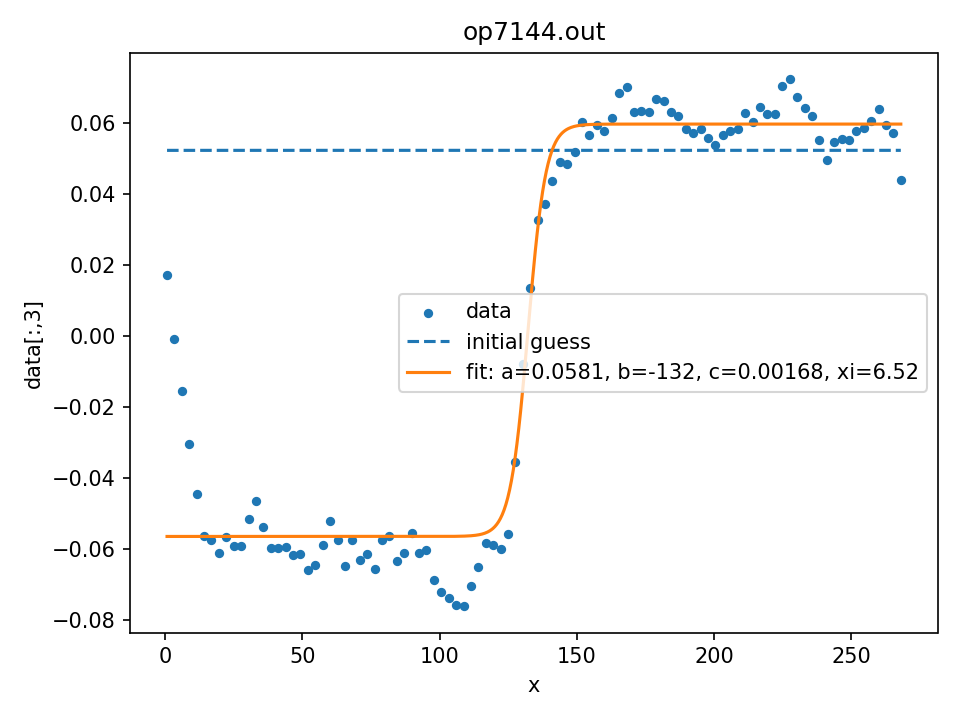 op7144.out
data[:,3]
0.06
0.04
0.02
0.00
−0.02
−0.04
−0.06
−0.08
data
initial guess
fit: a=0.0581, b=-132, c=0.00168, xi=6.52
0 50 100 150 200 250
x